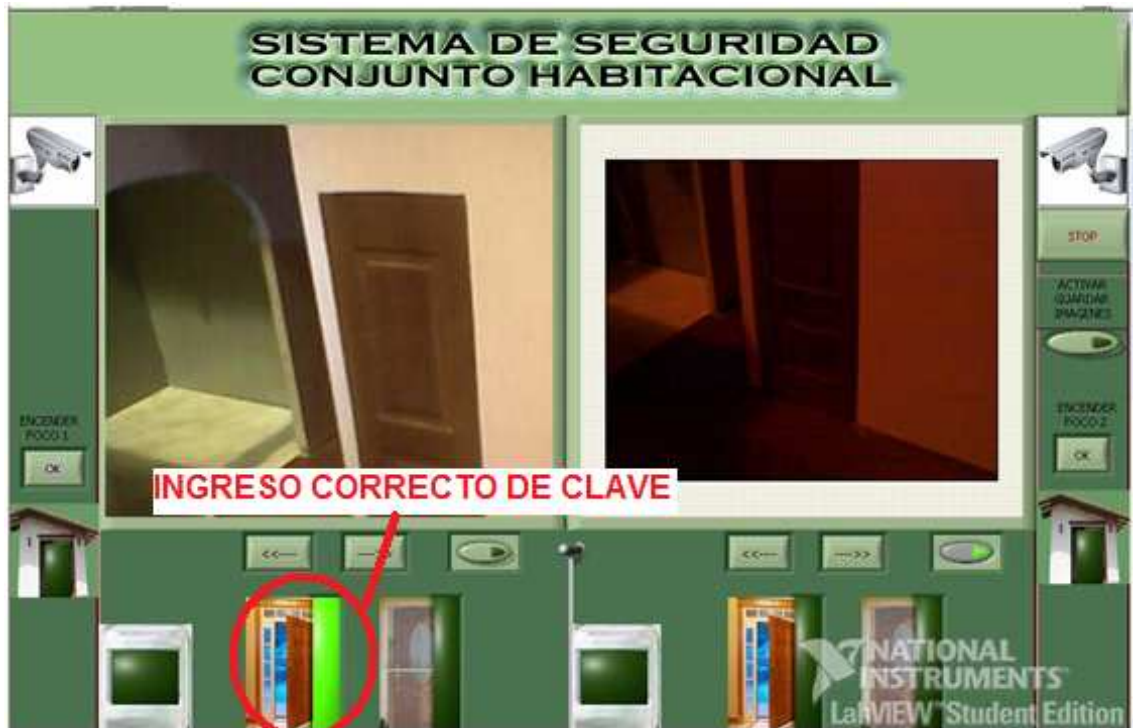 SISTEMA DE SEGURIDAD
CONJUNTO HABITACIONAL
STOP
ACTIVAR
GUARDAR
IMAGENES
ENCENDER
FOCO 1
OK
ENCENDER
FOCO 2
OK
INGRESO CORRECTO DE CLAVE
<<---
--->>
<<---
--->>
NATIONAL
INSTRUMENTS
LabVIEW Student Edition